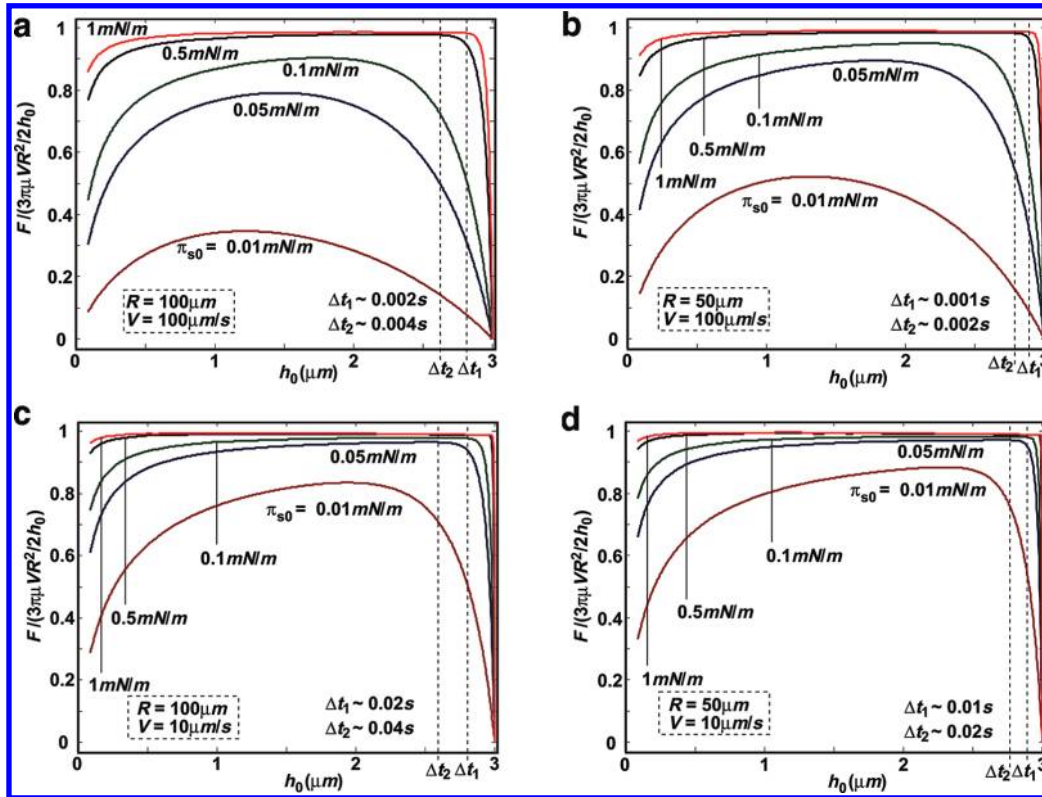 a
1mN/m
0.5mN/m
0.1mN/m
0.05mN/m
πs0 = 0.01mN/m
R = 100μm
V = 100μm/s
Δt1 ~ 0.002s
Δt2 ~ 0.004s
F/(3πμVR²/2h0)
1
0.8
0.6
0.4
0.2
0
0 1 2 3
Δt2 Δt1
h0(μm)
b
0.05mN/m
0.1mN/m
0.5mN/m
1mN/m
πs0 = 0.01mN/m
R = 50μm
V = 100μm/s
Δt1 ~ 0.001s
Δt2 ~ 0.002s
F/(3πμVR²/2h0)
1
0.8
0.6
0.4
0.2
0
0 1 2 3
Δt2 Δt1
h0(μm)
c
0.05mN/m
πs0 = 0.01mN/m
0.1mN/m
0.5mN/m
1mN/m
R = 100μm
V = 10μm/s
Δt1 ~ 0.02s
Δt2 ~ 0.04s
F/(3πμVR²/2h0)
1
0.8
0.6
0.4
0.2
0
0 1 2 3
Δt2 Δt1
h0(μm)
d
0.05mN/m
πs0 = 0.01mN/m
0.1mN/m
0.5mN/m
1mN/m
R = 50μm
V = 10μm/s
Δt1 ~ 0.01s
Δt2 ~ 0.02s
F/(3πμVR²/2h0)
1
0.8
0.6
0.4
0.2
0
0 1 2 3
Δt2 Δt1
h0(μm)